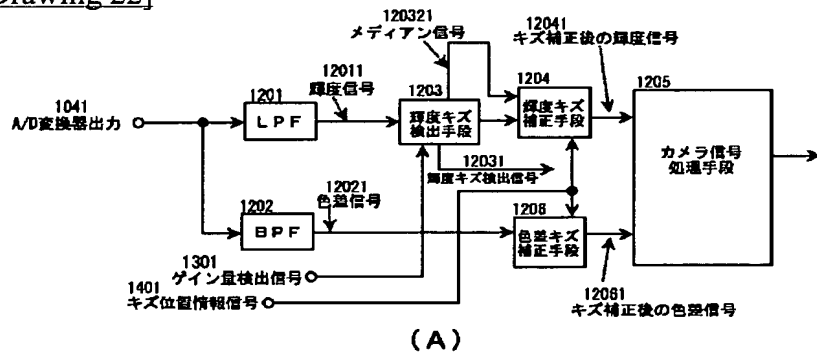 Drawing 22]
120321
メディアン信号
12041
キズ補正後の輝度信号
1041
A/D変換器出力
1201
LPF
12011
輝度信号
1203
輝度キズ
検出手段
1204
輝度キズ
補正手段
1205
カメラ信号
処理手段
12031
輝度キズ検出信号
1202
BPF
12021
色差信号
1206
色差キズ
補正手段
1301
ゲイン量検出信号
1401
キズ位置情報信号
12061
キズ補正後の色差信号
(A)